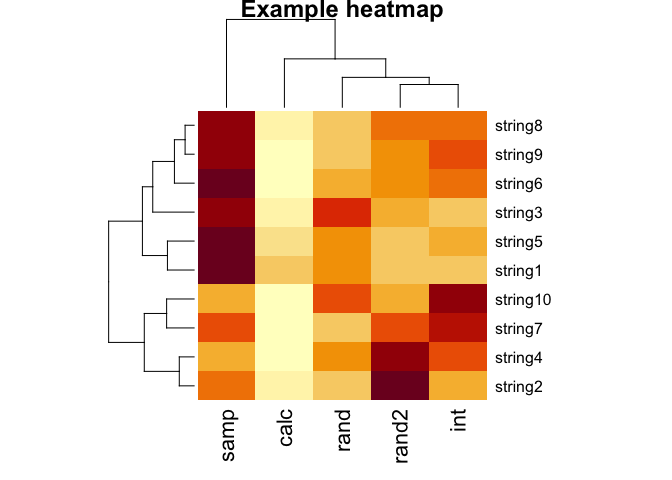 Example heatmap
string8
string9
string6
string3
string5
string1
string10
string7
string4
string2
samp
calc
rand
rand2
int